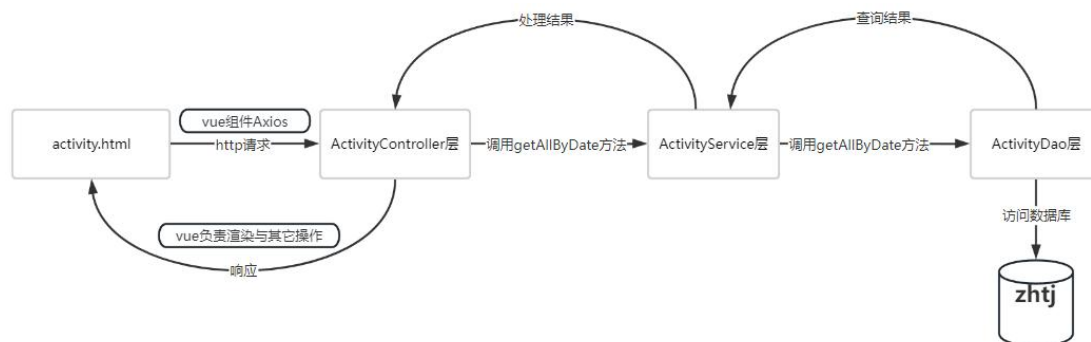 处理结果
查询结果
vue组件Axios
activity.html
http请求
ActivityController层
调用getAllByDate方法
ActivityService层
调用getAllByDate方法
ActivityDao层
访问数据库
vue负责渲染与其它操作
响应
zhtj